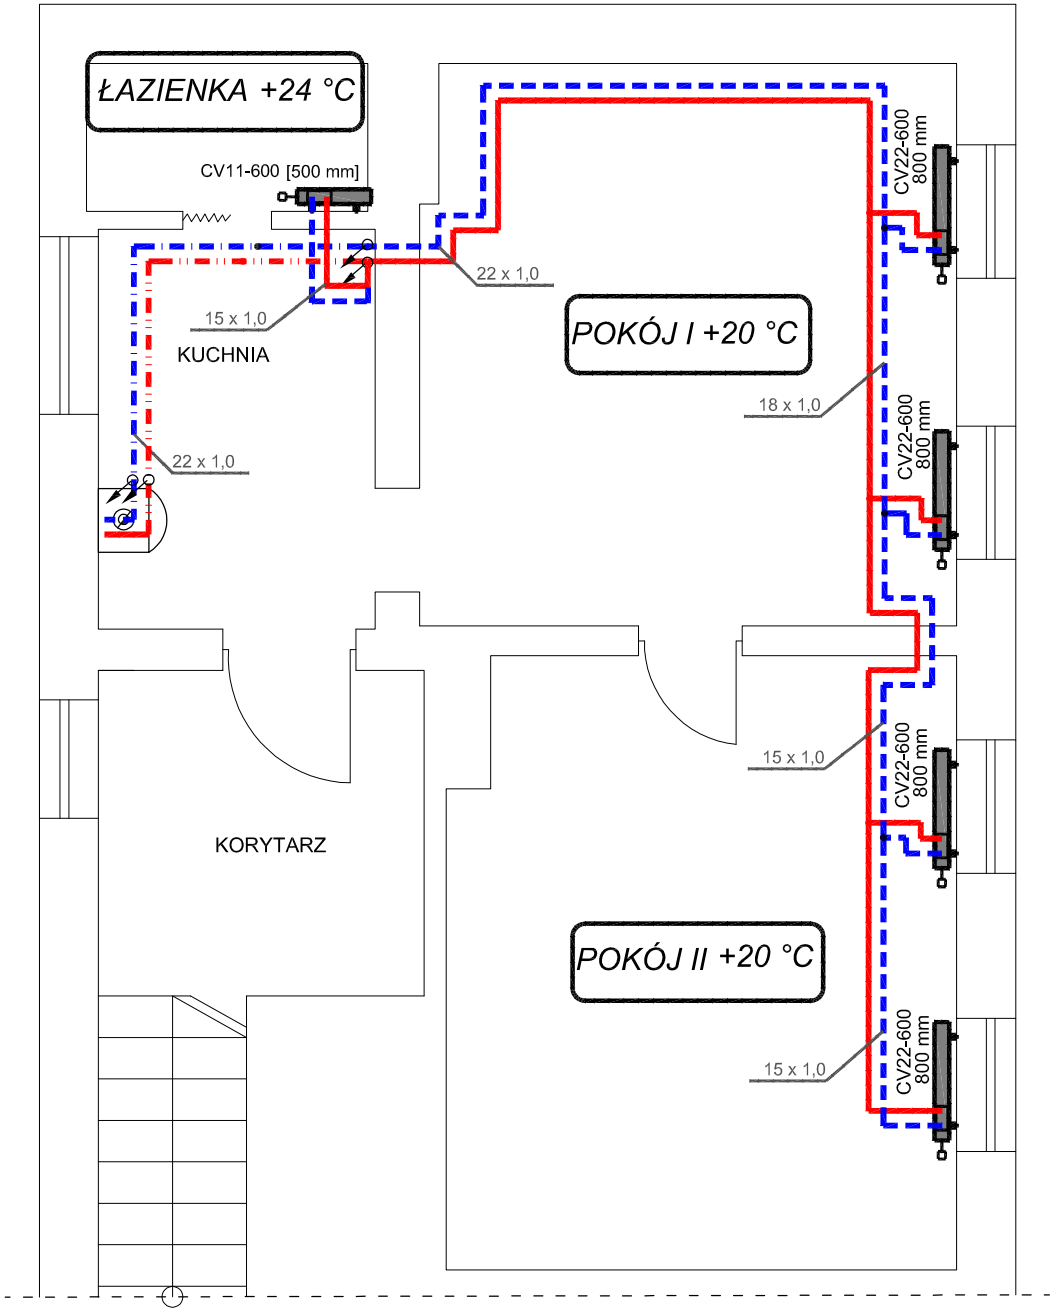 ŁAZIENKA +24 °C
CV11-600 [500 mm]
CV22-600
800 mm
22 x 1,0
15 x 1,0
POKÓJ I +20 °C
KUCHNIA
18 x 1,0
CV22-600
800 mm
22 x 1,0
15 x 1,0
CV22-600
800 mm
KORYTARZ
POKÓJ II +20 °C
15 x 1,0
CV22-600
800 mm